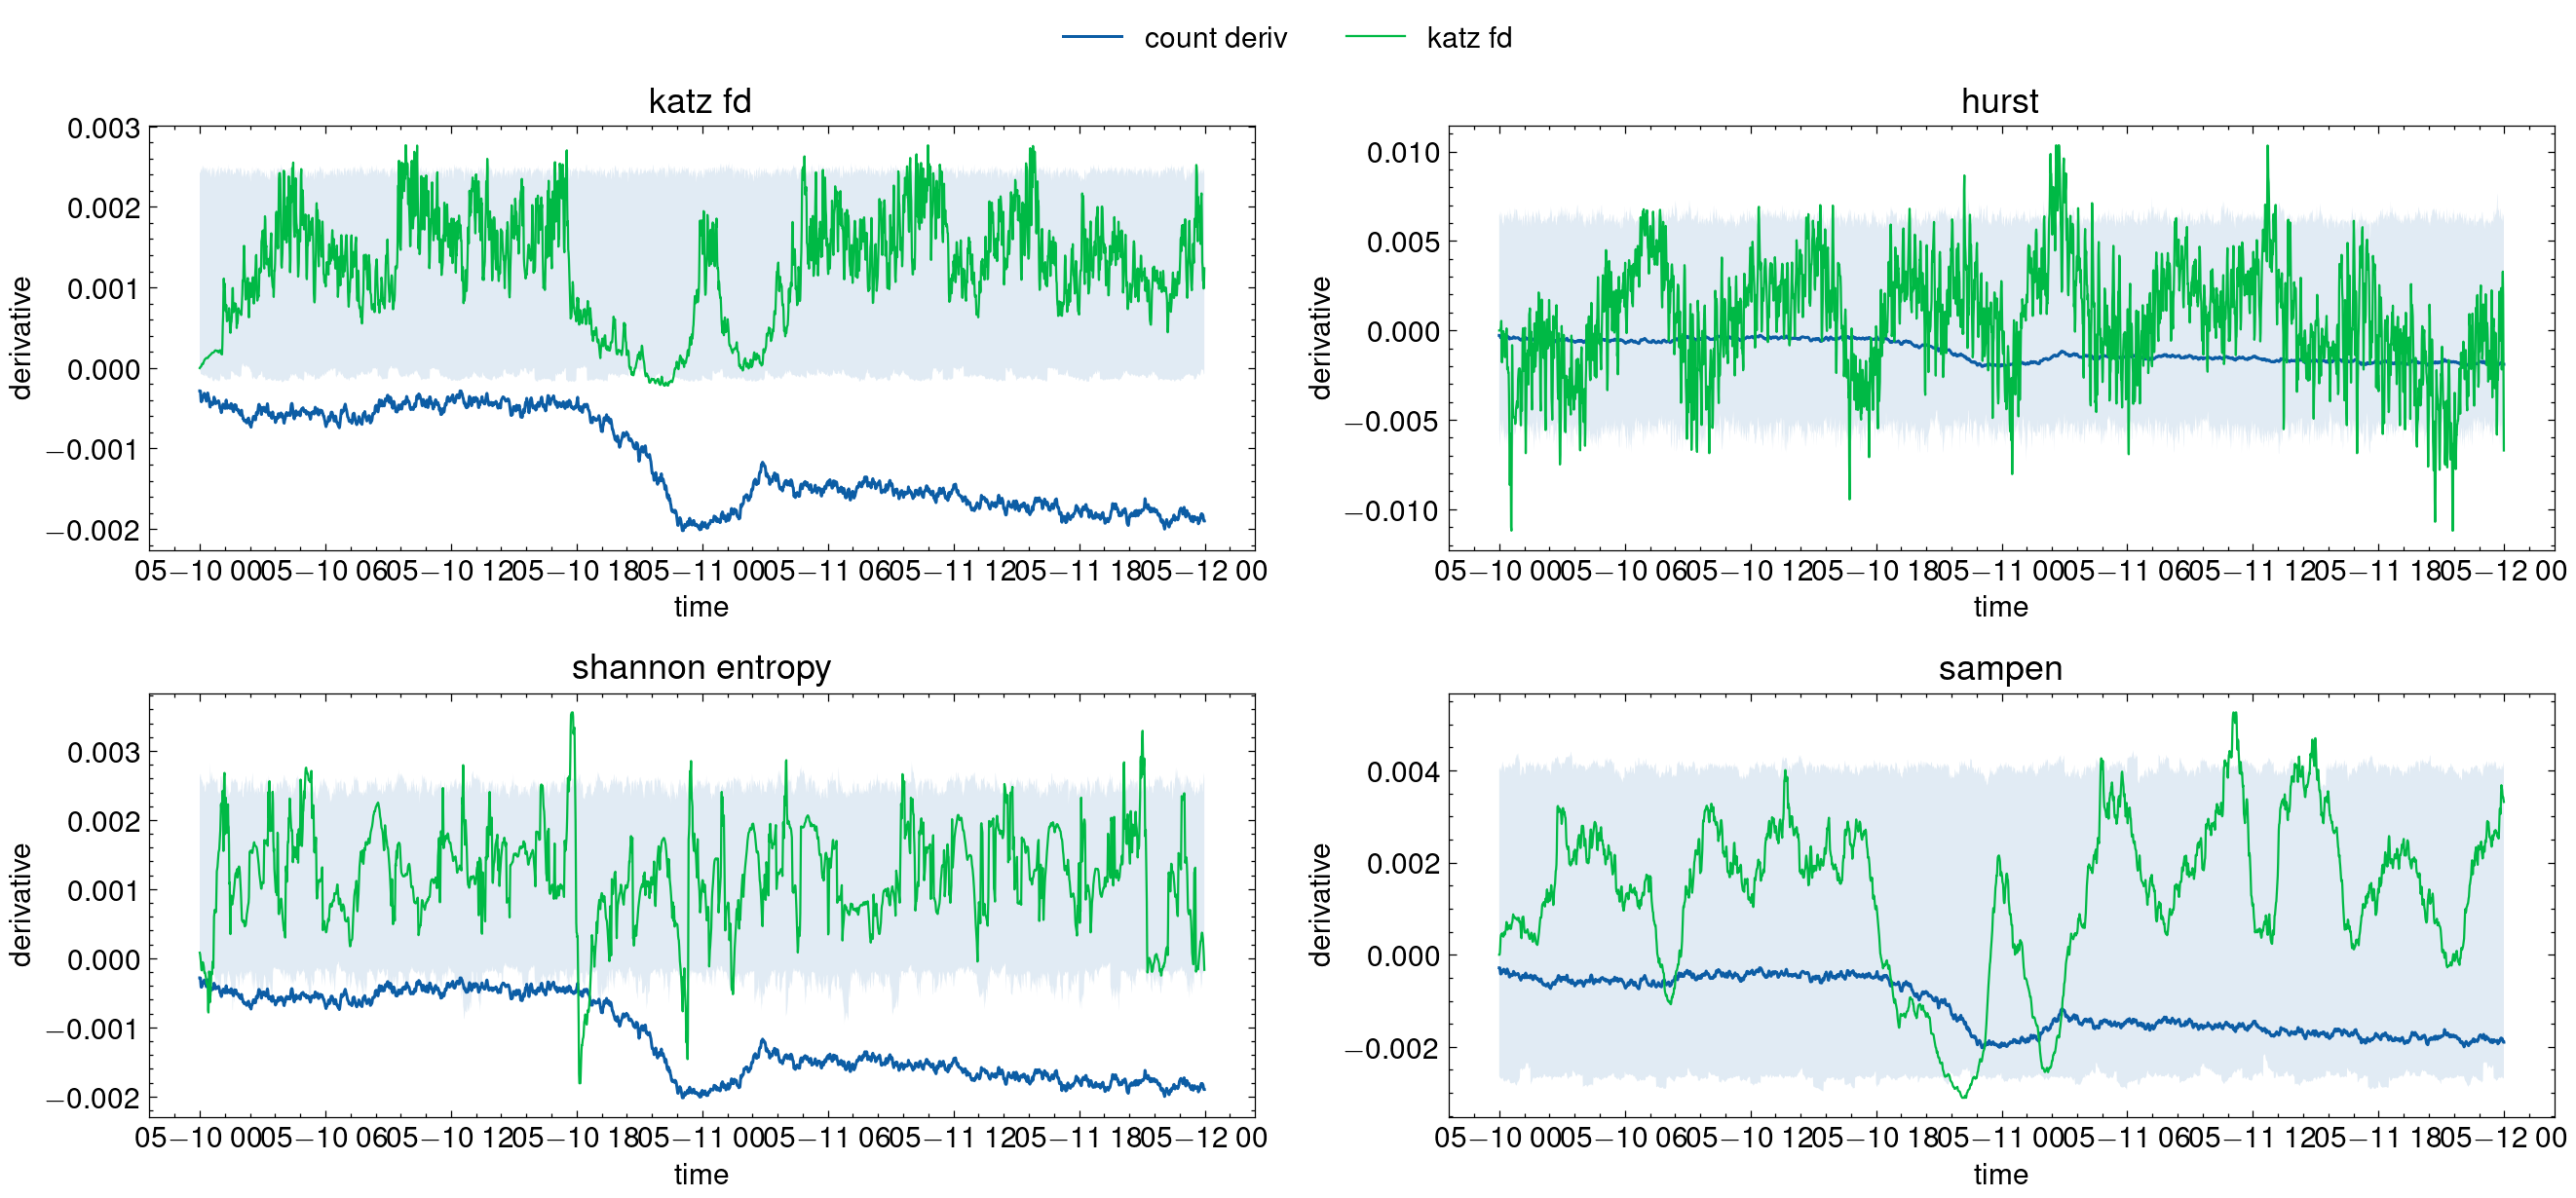 count deriv katz fd
katz fd
hurst
0.003
0.002
0.001
0.000
−0.001
−0.002
derivative
05−10 00 05−10 06 05−10 12 05−10 18 05−11 00 05−11 06 05−11 12 05−11 18 05−12 00
time
0.010
0.005
0.000
−0.005
−0.010
derivative
05−10 00 05−10 06 05−10 12 05−10 18 05−11 00 05−11 06 05−11 12 05−11 18 05−12 00
time
shannon entropy
sampen
0.003
0.002
0.001
0.000
−0.001
−0.002
derivative
05−10 00 05−10 06 05−10 12 05−10 18 05−11 00 05−11 06 05−11 12 05−11 18 05−12 00
time
0.004
0.002
0.000
−0.002
derivative
05−10 00 05−10 06 05−10 12 05−10 18 05−11 00 05−11 06 05−11 12 05−11 18 05−12 00
time